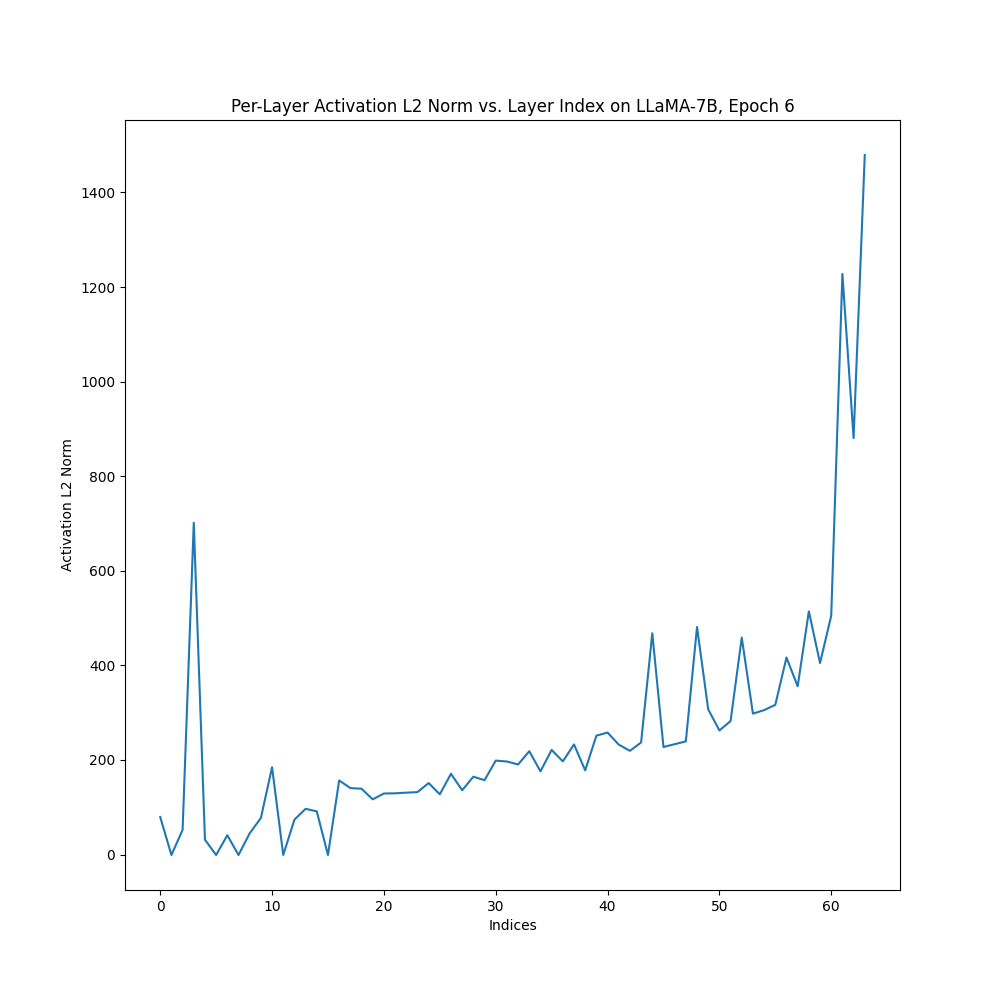 Per-Layer Activation L2 Norm vs. Layer Index on LLaMA-7B, Epoch 6
1400
1200
1000
800
600
400
200
0
Activation L2 Norm
0 10 20 30 40 50 60
Indices